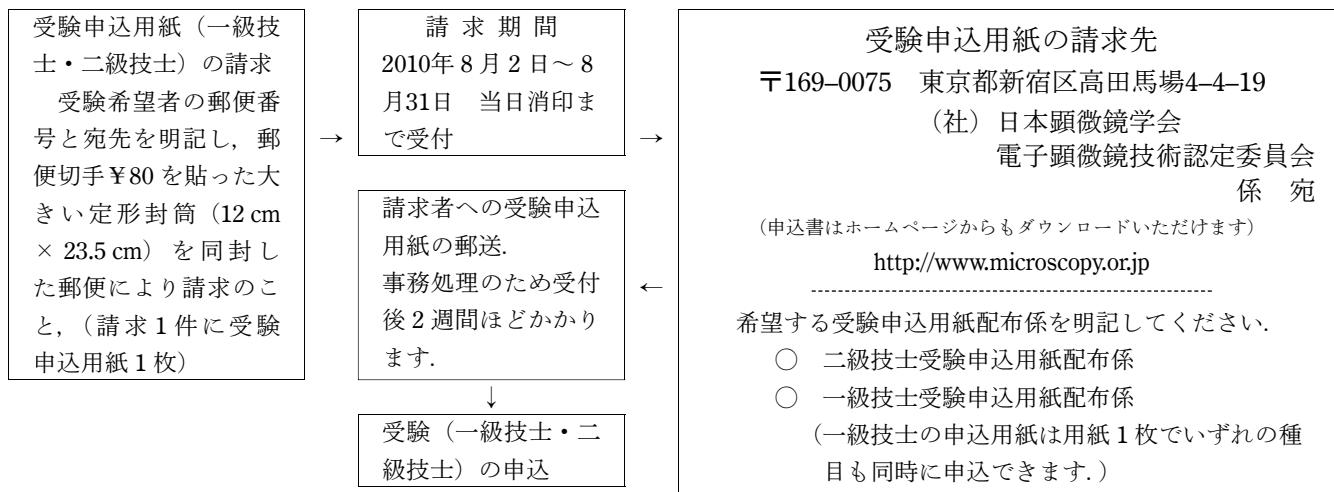 受験申込用紙（一級技
士・二級技士）の請求
　受験希望者の郵便番
号と宛先を明記し，郵
便切手￥80 を貼った大
きい定形封筒（12 cm
× 23.5 cm）を同封し
た郵便により請求のこ
と，（請求 1 件に受験
申込用紙 1 枚）
→
請 求 期 間
2010年 8 月 2 日～ 8
月31日　当日消印ま
で受付
→
受験申込用紙の請求先
〒169–0075　東京都新宿区高田馬場4–4–19
（社）日本顕微鏡学会
電子顕微鏡技術認定委員会
係　宛
（申込書はホームページからもダウンロードいただけます）
http://www.microscopy.or.jp
希望する受験申込用紙配布係を明記してください.
○　二級技士受験申込用紙配布係
○　一級技士受験申込用紙配布係
（一級技士の申込用紙は用紙 1 枚でいずれの種
目も同時に申込できます.）
←
請求者への受験申込
用紙の郵送.
事務処理のため受付
後 2 週間ほどかかり
ます.
↓
受験（一級技士・二
級技士）の申込